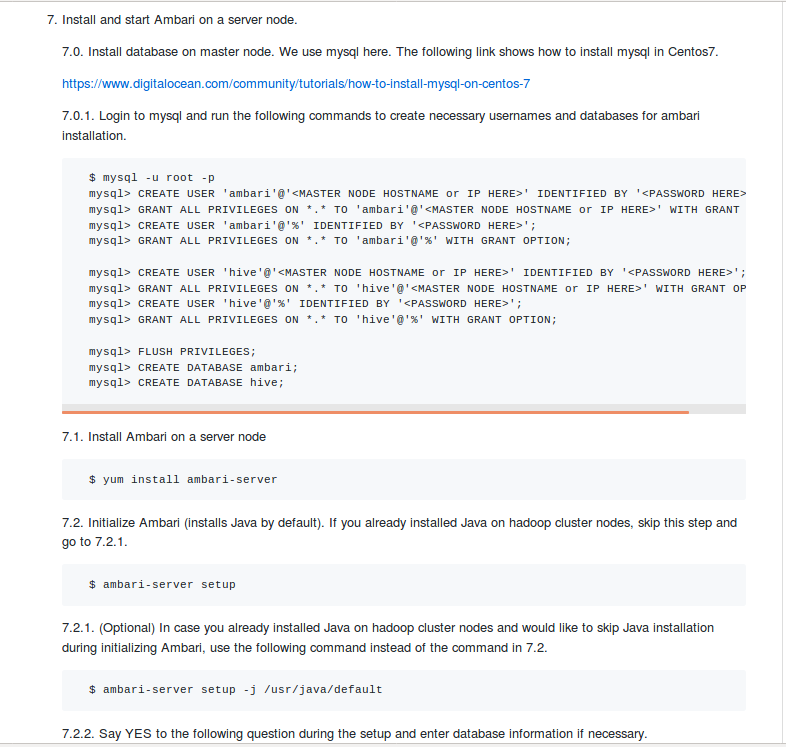 7. Install and start Ambari on a server node.
7.0. Install database on master node. We use mysql here. The following link shows how to install mysql in Centos7.
https://www.digitalocean.com/community/tutorials/how-to-install-mysql-on-centos-7
7.0.1. Login to mysql and run the following commands to create necessary usernames and databases for ambari
installation.
$ mysql -u root -p
mysql> CREATE USER 'ambari'@'<MASTER NODE HOSTNAME or IP HERE>' IDENTIFIED BY '<PASSWORD HERE>
mysql> GRANT ALL PRIVILEGES ON *.* TO 'ambari'@'<MASTER NODE HOSTNAME or IP HERE>' WITH GRANT
mysql> CREATE USER 'ambari'@'%' IDENTIFIED BY '<PASSWORD HERE>';
mysql> GRANT ALL PRIVILEGES ON *.* TO 'ambari'@'%' WITH GRANT OPTION;
mysql> CREATE USER 'hive'@'<MASTER NODE HOSTNAME or IP HERE>' IDENTIFIED BY '<PASSWORD HERE>';
mysql> GRANT ALL PRIVILEGES ON *.* TO 'hive'@'<MASTER NODE HOSTNAME or IP HERE>' WITH GRANT OP
mysql> CREATE USER 'hive'@'%' IDENTIFIED BY '<PASSWORD HERE>';
mysql> GRANT ALL PRIVILEGES ON *.* TO 'hive'@'%' WITH GRANT OPTION;
mysql> FLUSH PRIVILEGES;
mysql> CREATE DATABASE ambari;
mysql> CREATE DATABASE hive;
7.1. Install Ambari on a server node
$ yum install ambari-server
7.2. Initialize Ambari (installs Java by default). If you already installed Java on hadoop cluster nodes, skip this step and
go to 7.2.1.
$ ambari-server setup
7.2.1. (Optional) In case you already installed Java on hadoop cluster nodes and would like to skip Java installation
during initializing Ambari, use the following command instead of the command in 7.2.
$ ambari-server setup -j /usr/java/default
7.2.2. Say YES to the following question during the setup and enter database information if necessary.